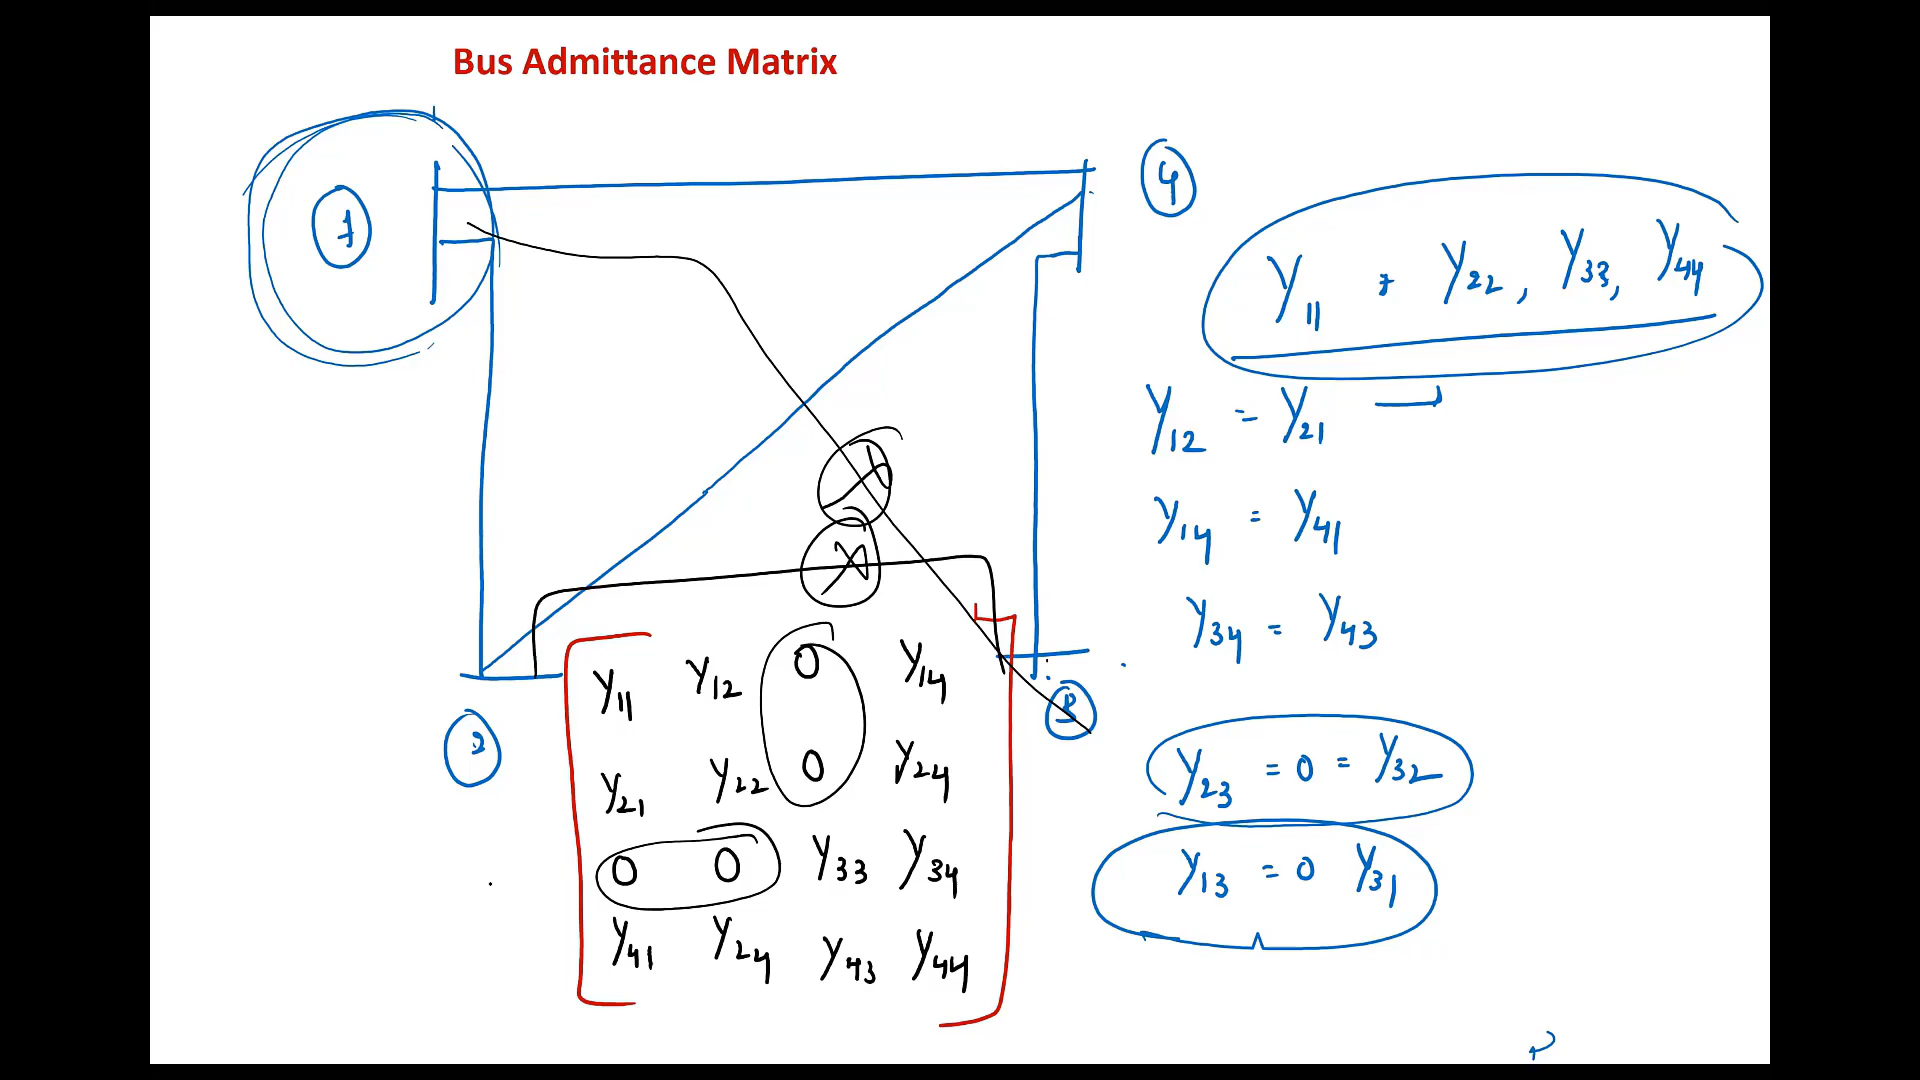 Bus Admittance Matrix
1
4
Y11 , Y22, Y33, Y44
Y12 = Y21
Y14 = Y41
Y34 = Y43
2
3
Y11 Y12 0 Y14
Y21 Y22 0 Y24
0 0 Y33 Y34
Y41 Y24 Y43 Y44
Y23 = 0 = Y32
Y13 = 0 Y31